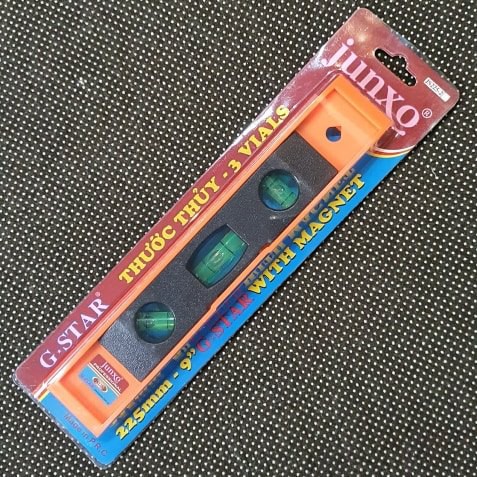 junxo®
G·STAR THƯỚC THỦY - 3 VIALS
225mm - 9” G·STAR WITH MAGNET
junxo